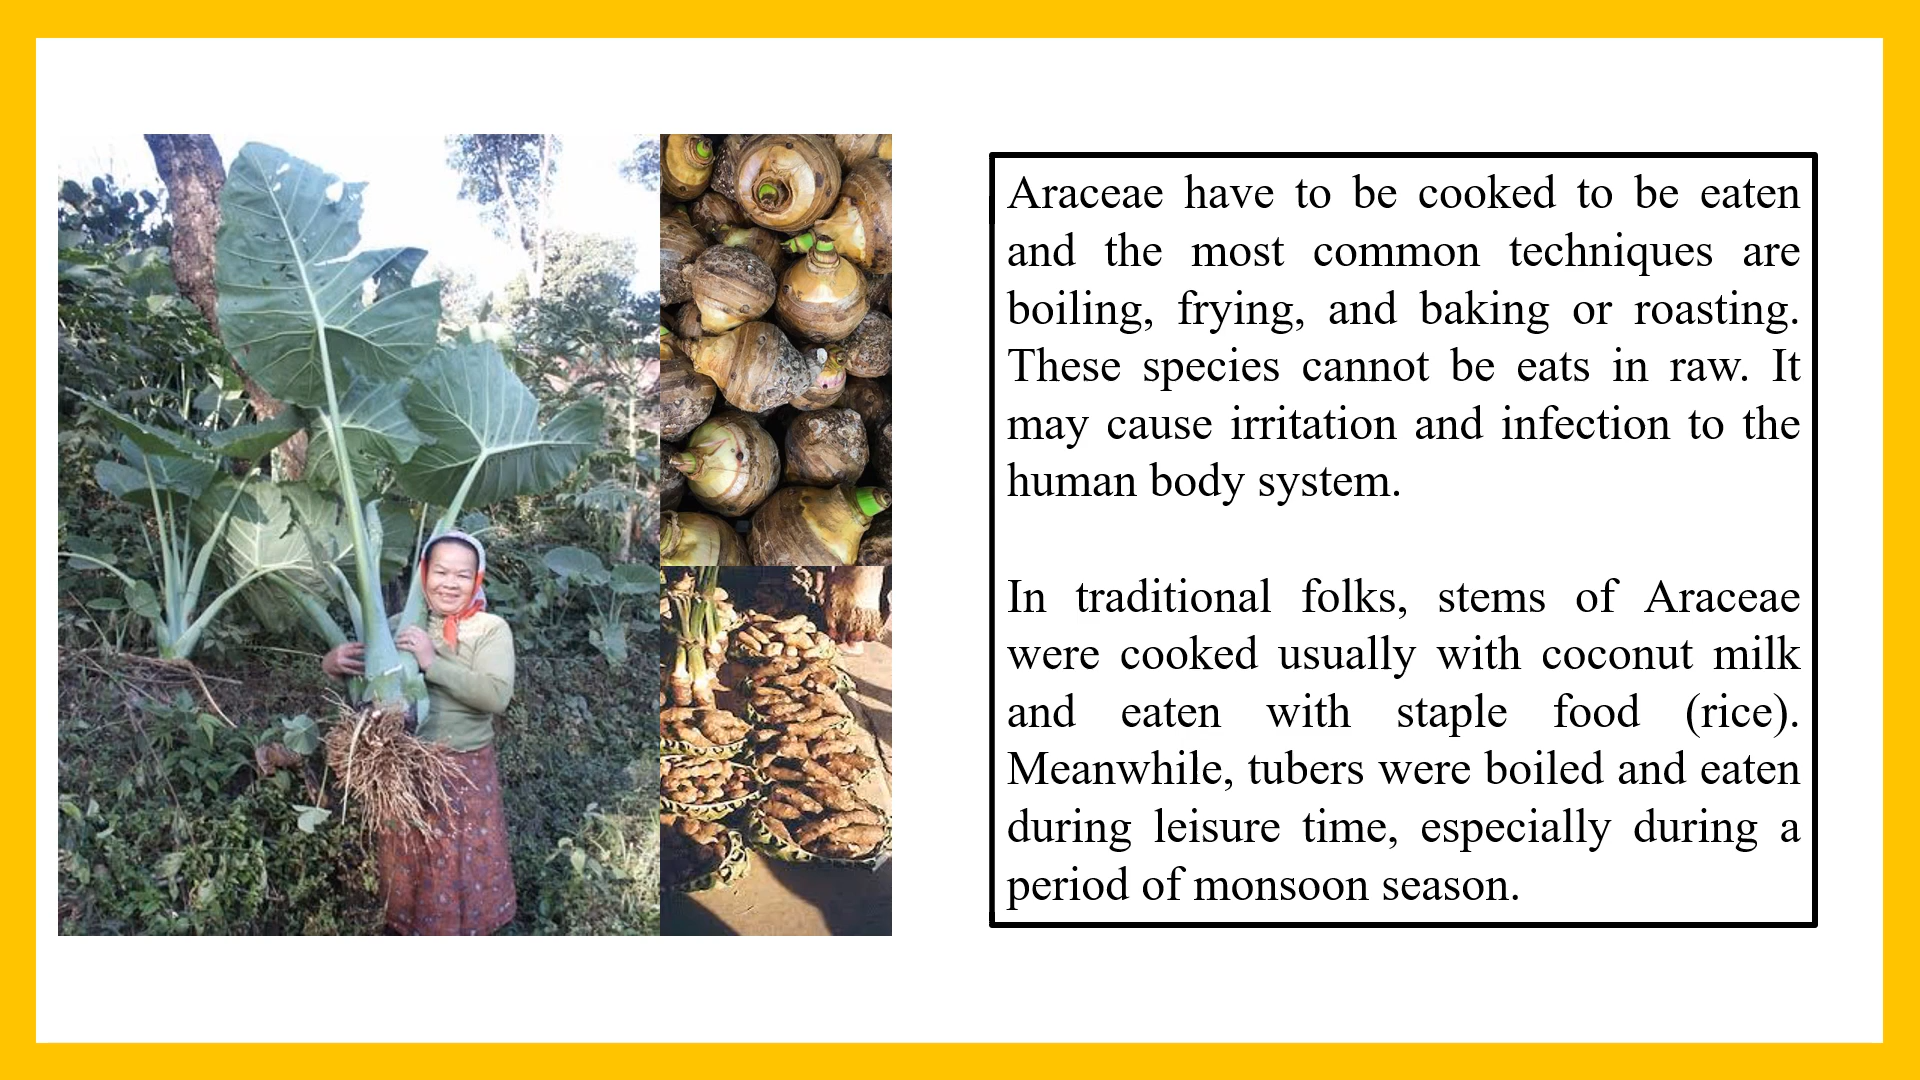 Araceae have to be cooked to be eaten
and the most common techniques are
boiling, frying, and baking or roasting.
These species cannot be eats in raw. It
may cause irritation and infection to the
human body system.
In traditional folks, stems of Araceae
were cooked usually with coconut milk
and eaten with staple food (rice).
Meanwhile, tubers were boiled and eaten
during leisure time, especially during a
period of monsoon season.